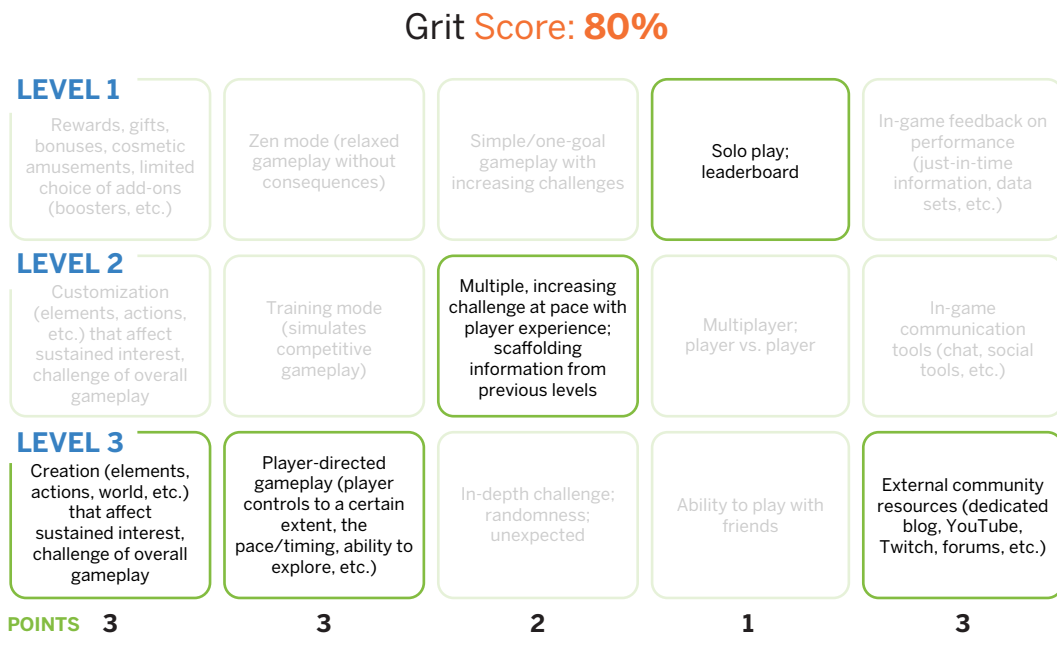 Grit Score: 80%
LEVEL 1
Rewards, gifts,
bonuses, cosmetic
amusements, limited
choice of add-ons
(boosters, etc.)
Zen mode (relaxed
gameplay without
consequences)
Simple/one-goal
gameplay with
increasing challenges
Solo play;
leaderboard
In-game feedback on
performance
(just-in-time
information, data
sets, etc.)
LEVEL 2
Customization
(elements, actions,
etc.) that affect
sustained interest,
challenge of overall
gameplay
Training mode
(simulates
competitive
gameplay)
Multiple, increasing
challenge at pace with
player experience;
scaffolding
information from
previous levels
Multiplayer;
player vs. player
In-game
communication
tools (chat, social
tools, etc.)
LEVEL 3
Creation (elements,
actions, world, etc.)
that affect
sustained interest,
challenge of overall
gameplay
Player-directed
gameplay (player
controls to a certain
extent, the
pace/timing, ability to
explore, etc.)
In-depth challenge;
randomness;
unexpected
Ability to play with
friends
External community
resources (dedicated
blog, YouTube,
Twitch, forums, etc.)
POINTS 3 3 2 1 3